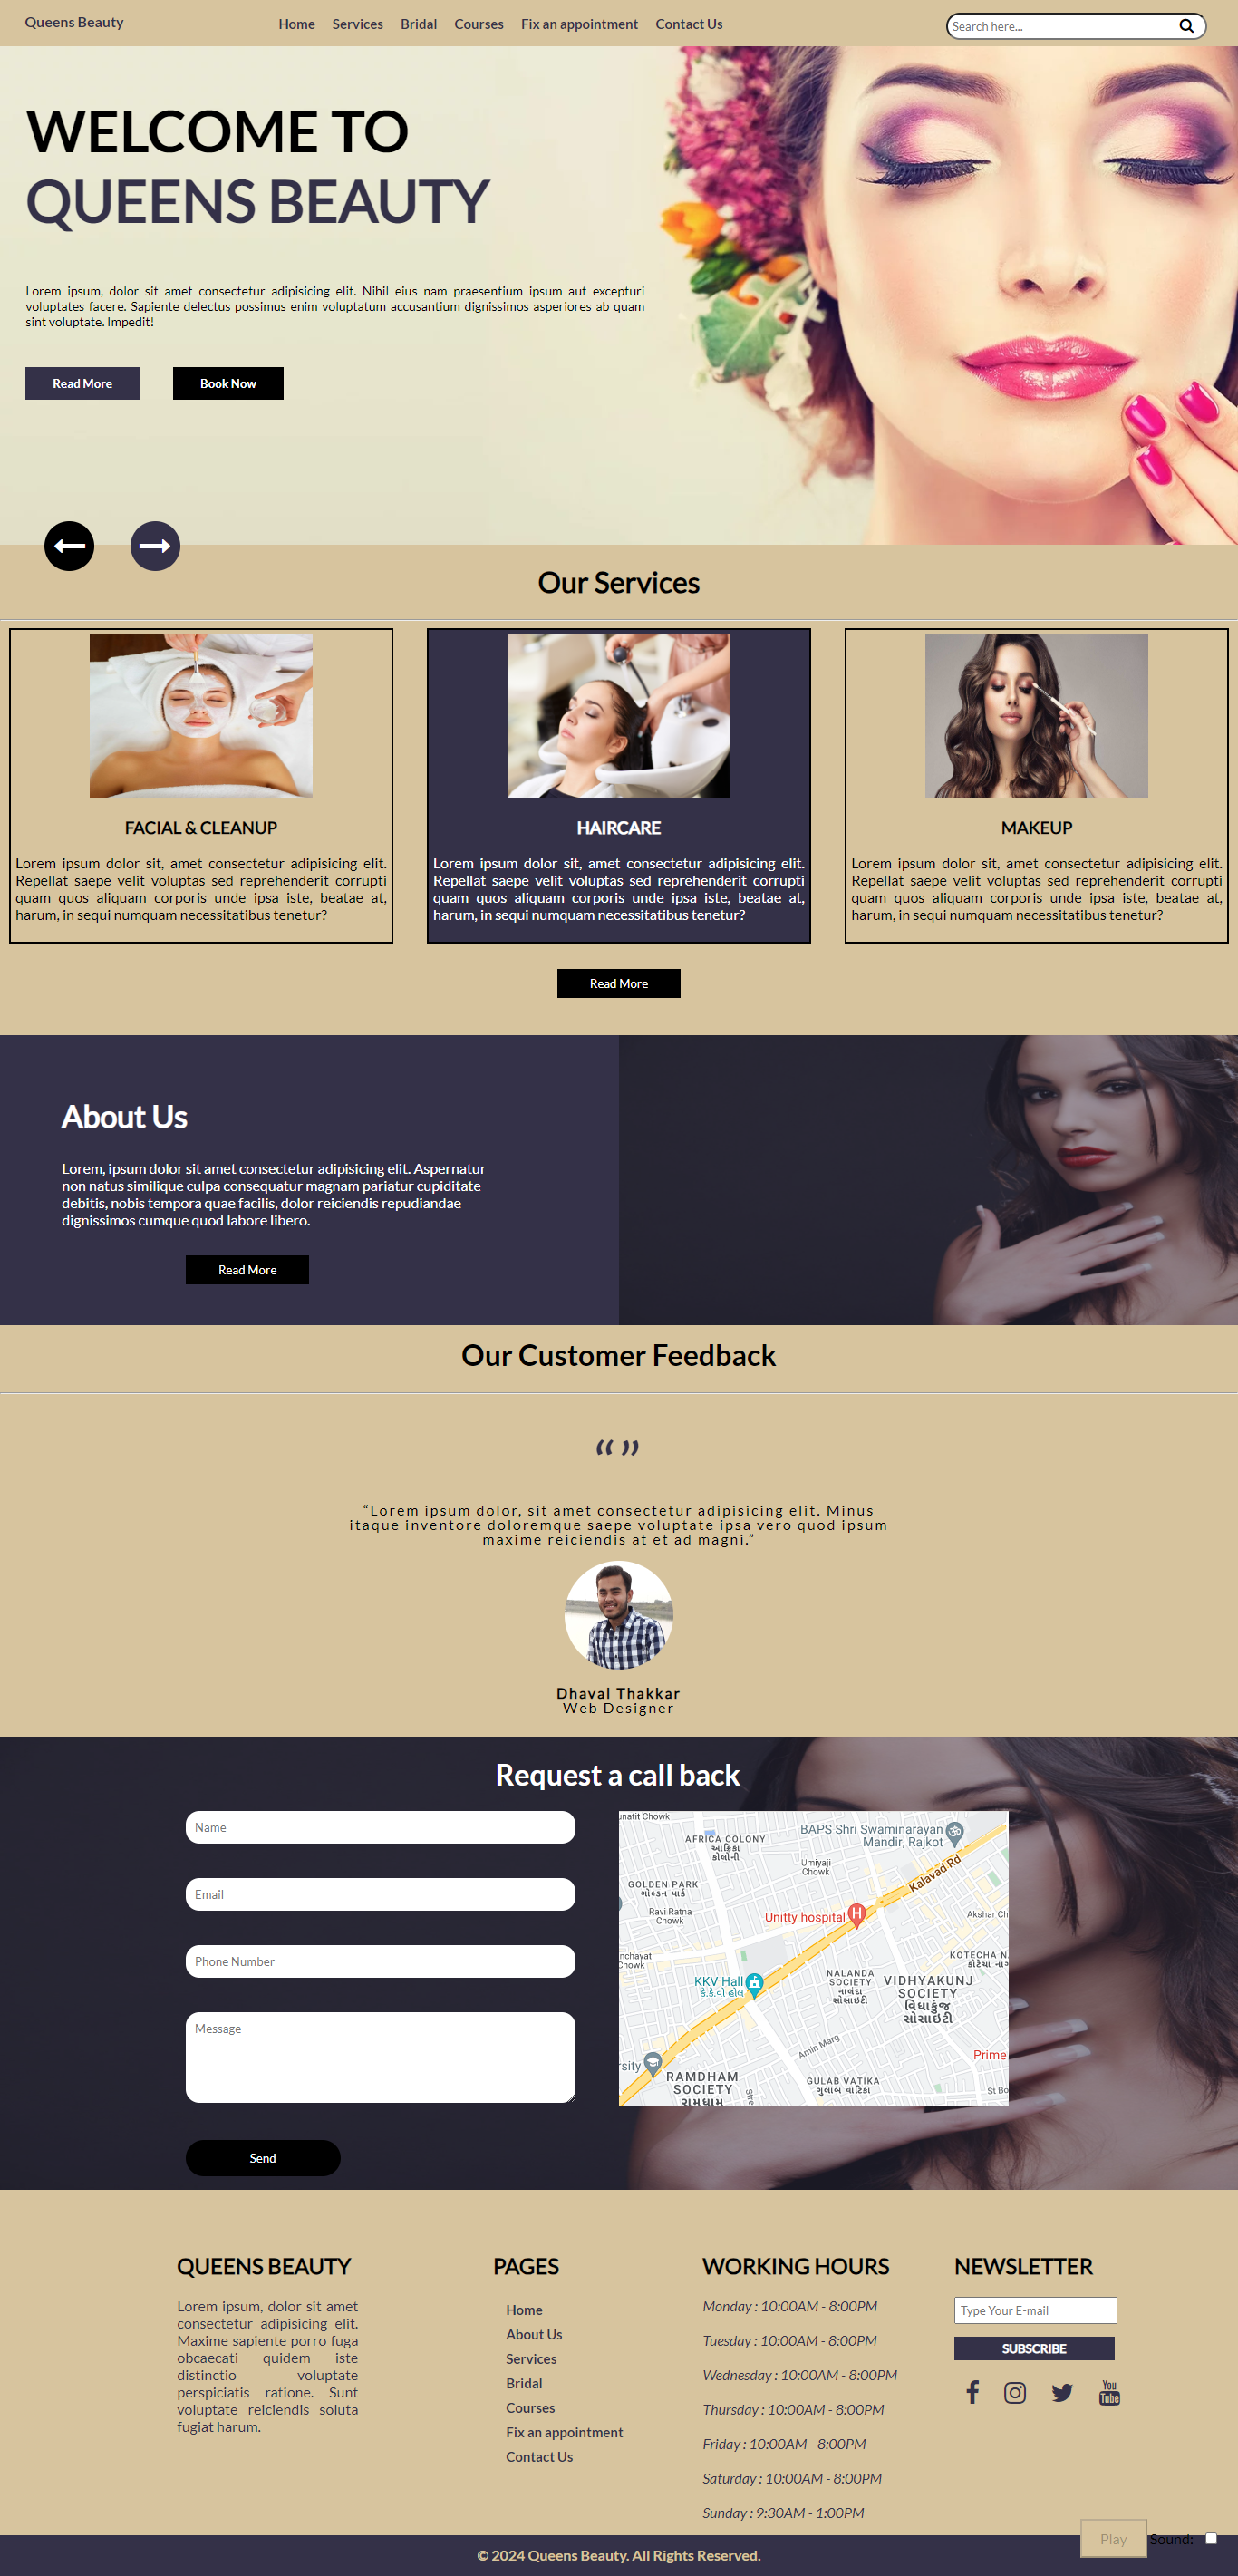 Queens Beauty
Home Services Bridal Courses Fix an appointment Contact Us
Search here...
WELCOME TO
QUEENS BEAUTY
Lorem ipsum, dolor sit amet consectetur adipisicing elit. Nihil eius nam praesentium ipsum aut excepturi
voluptates facere. Sapiente delectus possimus enim voluptatum accusantium dignissimos asperiores ab quam
sint voluptate. Impedit!
Read More Book Now
Our Services
FACIAL & CLEANUP
Lorem ipsum dolor sit, amet consectetur adipisicing elit.
Repellat saepe velit voluptas sed reprehenderit corrupti
quam quos aliquam corporis unde ipsa iste, beatae at,
harum, in sequi numquam necessitatibus tenetur?
HAIRCARE
Lorem ipsum dolor sit, amet consectetur adipisicing elit.
Repellat saepe velit voluptas sed reprehenderit corrupti
quam quos aliquam corporis unde ipsa iste, beatae at,
harum, in sequi numquam necessitatibus tenetur?
MAKEUP
Lorem ipsum dolor sit, amet consectetur adipisicing elit.
Repellat saepe velit voluptas sed reprehenderit corrupti
quam quos aliquam corporis unde ipsa iste, beatae at,
harum, in sequi numquam necessitatibus tenetur?
Read More
About Us
Lorem, ipsum dolor sit amet consectetur adipisicing elit. Aspernatur
non natus similique culpa consequatur magnam pariatur cupiditate
debitis, nobis tempora quae facilis, dolor reiciendis repudiandae
dignissimos cumque quod labore libero.
Read More
Our Customer Feedback
“ ”
“Lorem ipsum dolor, sit amet consectetur adipisicing elit. Minus
itaque inventore doloremque saepe voluptate ipsa vero quod ipsum
maxime reiciendis at et ad magni.”
Dhaval Thakkar
Web Designer
Request a call back
Name
Email
Phone Number
Message
Send
unatit Chowk
AFRICA COLONY
આફ્રિકા
કોલોની
BAPS Shri Swaminarayan
Mandir, Rajkot
Umiyaji
Chowk
Kalavad Rd
GOLDEN PARK
ગોલ્ડન પાર્ક
Ravi Ratna
Chowk
Unitty hospital
Akshar Ch
nchayat
Chowk
KOTECHA N
કોટેચા
KKV Hall
કે.કે.વી હોલ
NALANDA
SOCIETY
નાલંદા
સોસાઇટી
VIDHYAKUNJ
SOCIETY
વિધાકુંજ
સોસાઇટી
Amin Marg
Prime
rsity
RAMDHAM
SOCIETY
રામધામ
Stre
GULAB VATIKA
ગુલાબ વાટિકા
St Bo
QUEENS BEAUTY
Lorem ipsum, dolor sit amet
consectetur adipisicing elit.
Maxime sapiente porro fuga
obcaecati quidem iste
distinctio voluptate
perspiciatis ratione. Sunt
voluptate reiciendis soluta
fugiat harum.
PAGES
Home
About Us
Services
Bridal
Courses
Fix an appointment
Contact Us
WORKING HOURS
Monday : 10:00AM - 8:00PM
Tuesday : 10:00AM - 8:00PM
Wednesday : 10:00AM - 8:00PM
Thursday : 10:00AM - 8:00PM
Friday : 10:00AM - 8:00PM
Saturday : 10:00AM - 8:00PM
Sunday : 9:30AM - 1:00PM
NEWSLETTER
Type Your E-mail
SUBSCRIBE
You
Tube
Play Sound:
© 2024 Queens Beauty. All Rights Reserved.